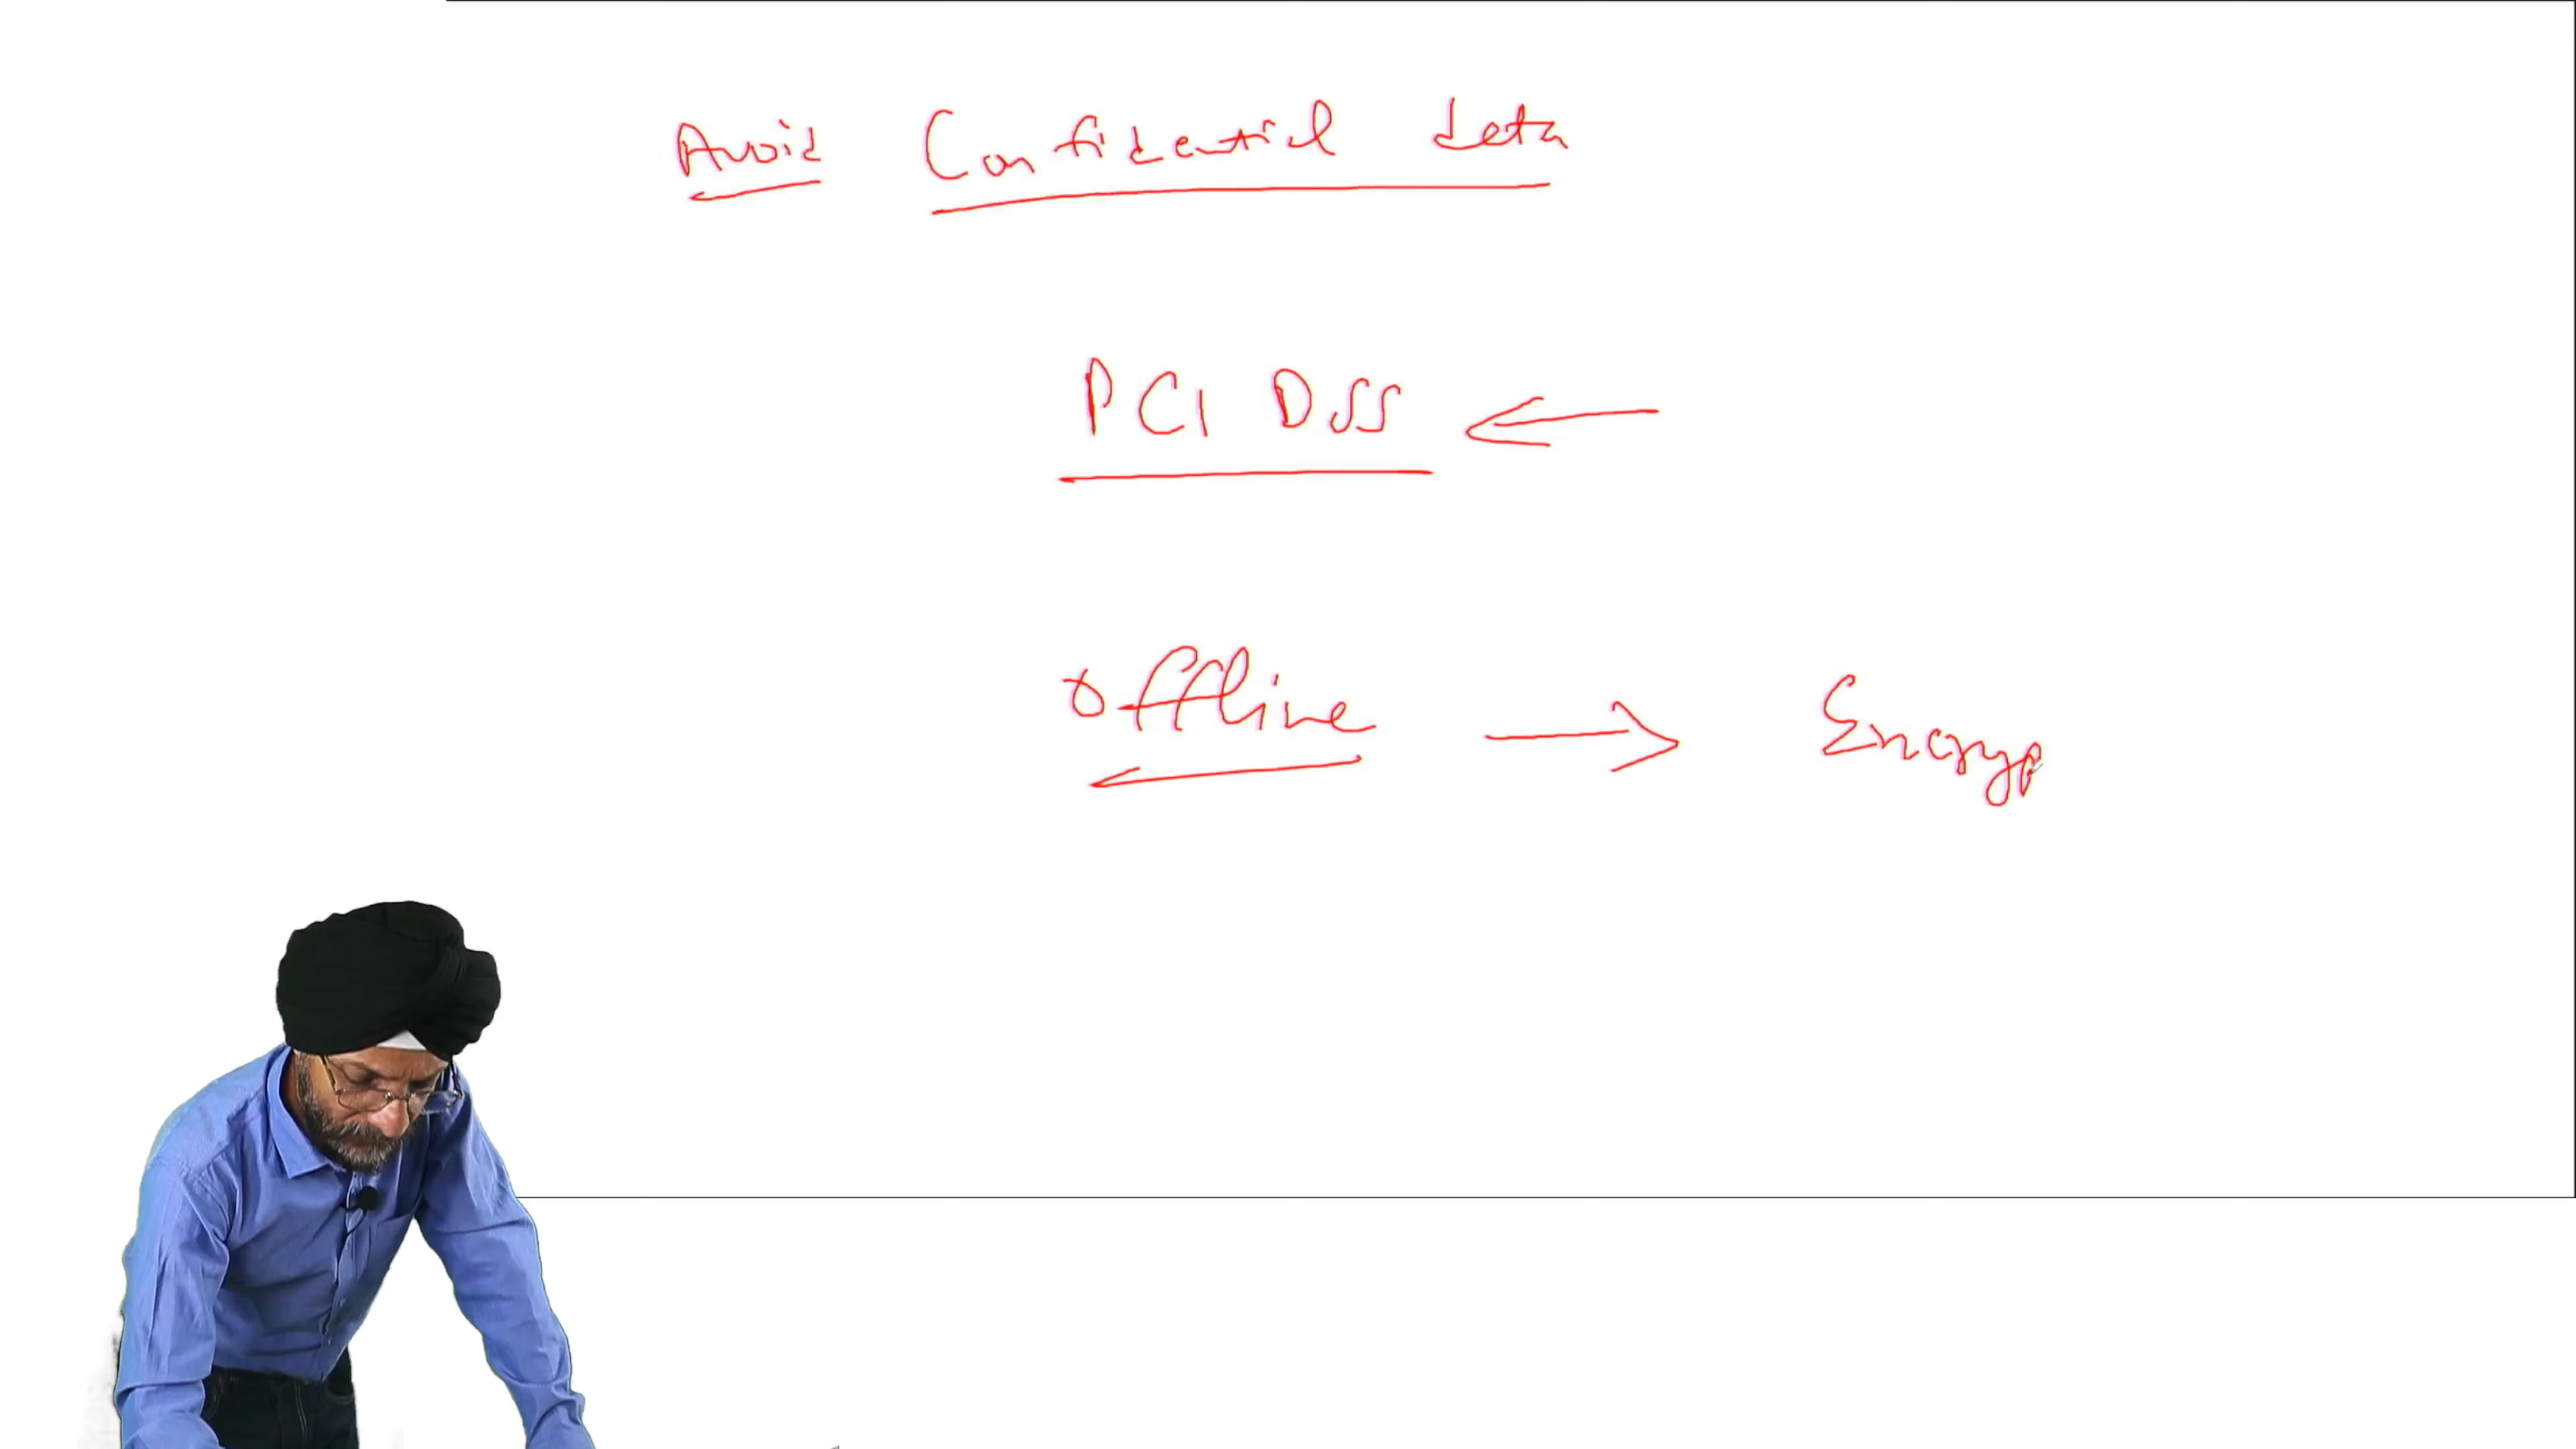 Avoid Confidential data
PCI DSS ←
Offline → Encryp